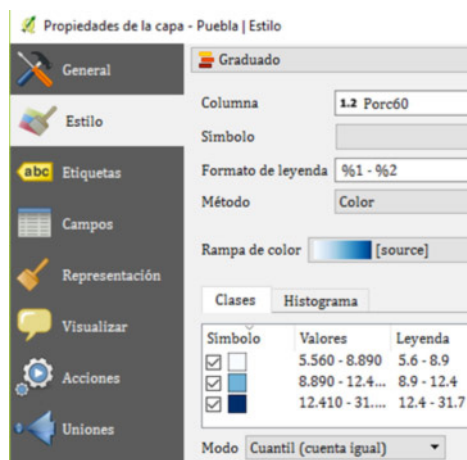 Propiedades de la capa - Puebla | Estilo
General
Estilo
abc Etiquetas
Campos
Representación
Visualizar
Acciones
Uniones
Graduado
Columna 1.2 Porc60
Símbolo
Formato de leyenda %1 - %2
Método Color
Rampa de color [source]
Clases Histograma
Símbolo Valores Leyenda
5.560 - 8.890 5.6 - 8.9
8.890 - 12.4... 8.9 - 12.4
12.410 - 31.... 12.4 - 31.7
Modo Cuantil (cuenta igual)